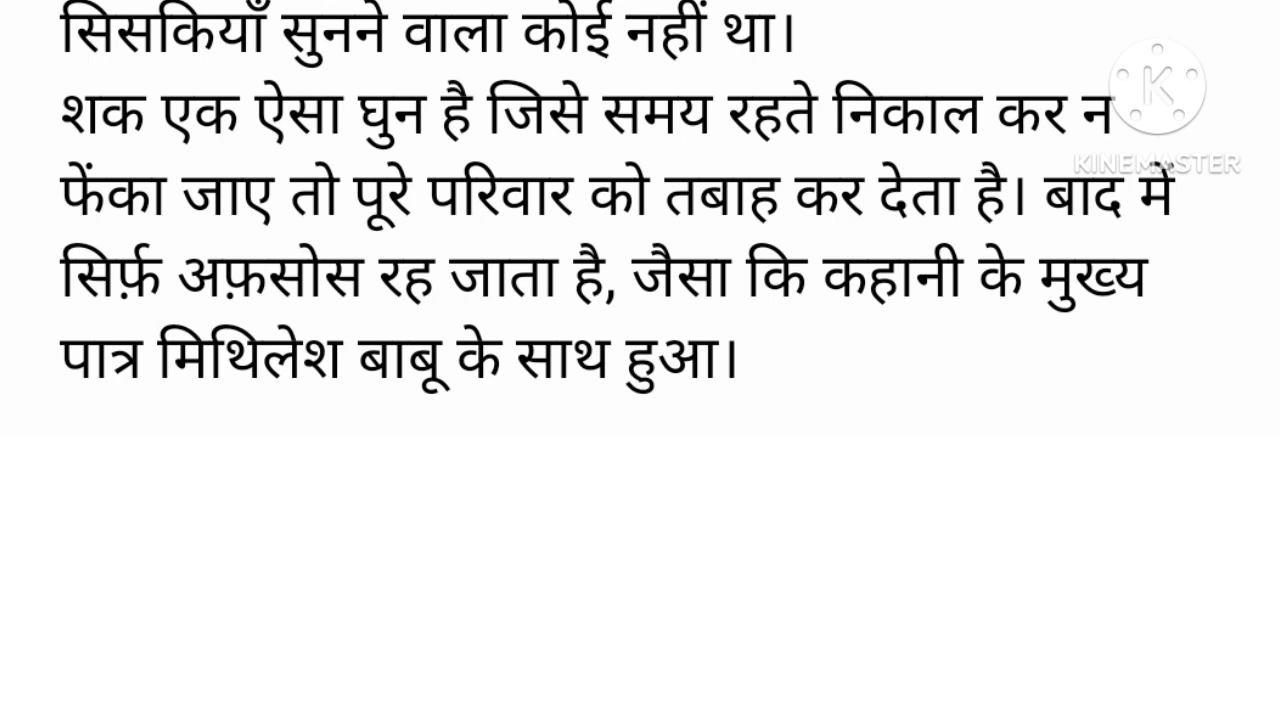 सिसकियाँ सुनने वाला कोई नहीं था।
शक एक ऐसा घुन है जिसे समय रहते निकाल कर न
फेंका जाए तो पूरे परिवार को तबाह कर देता है। बाद में
सिर्फ़ अफ़सोस रह जाता है, जैसा कि कहानी के मुख्य
पात्र मिथिलेश बाबू के साथ हुआ।
K
KINEMASTER